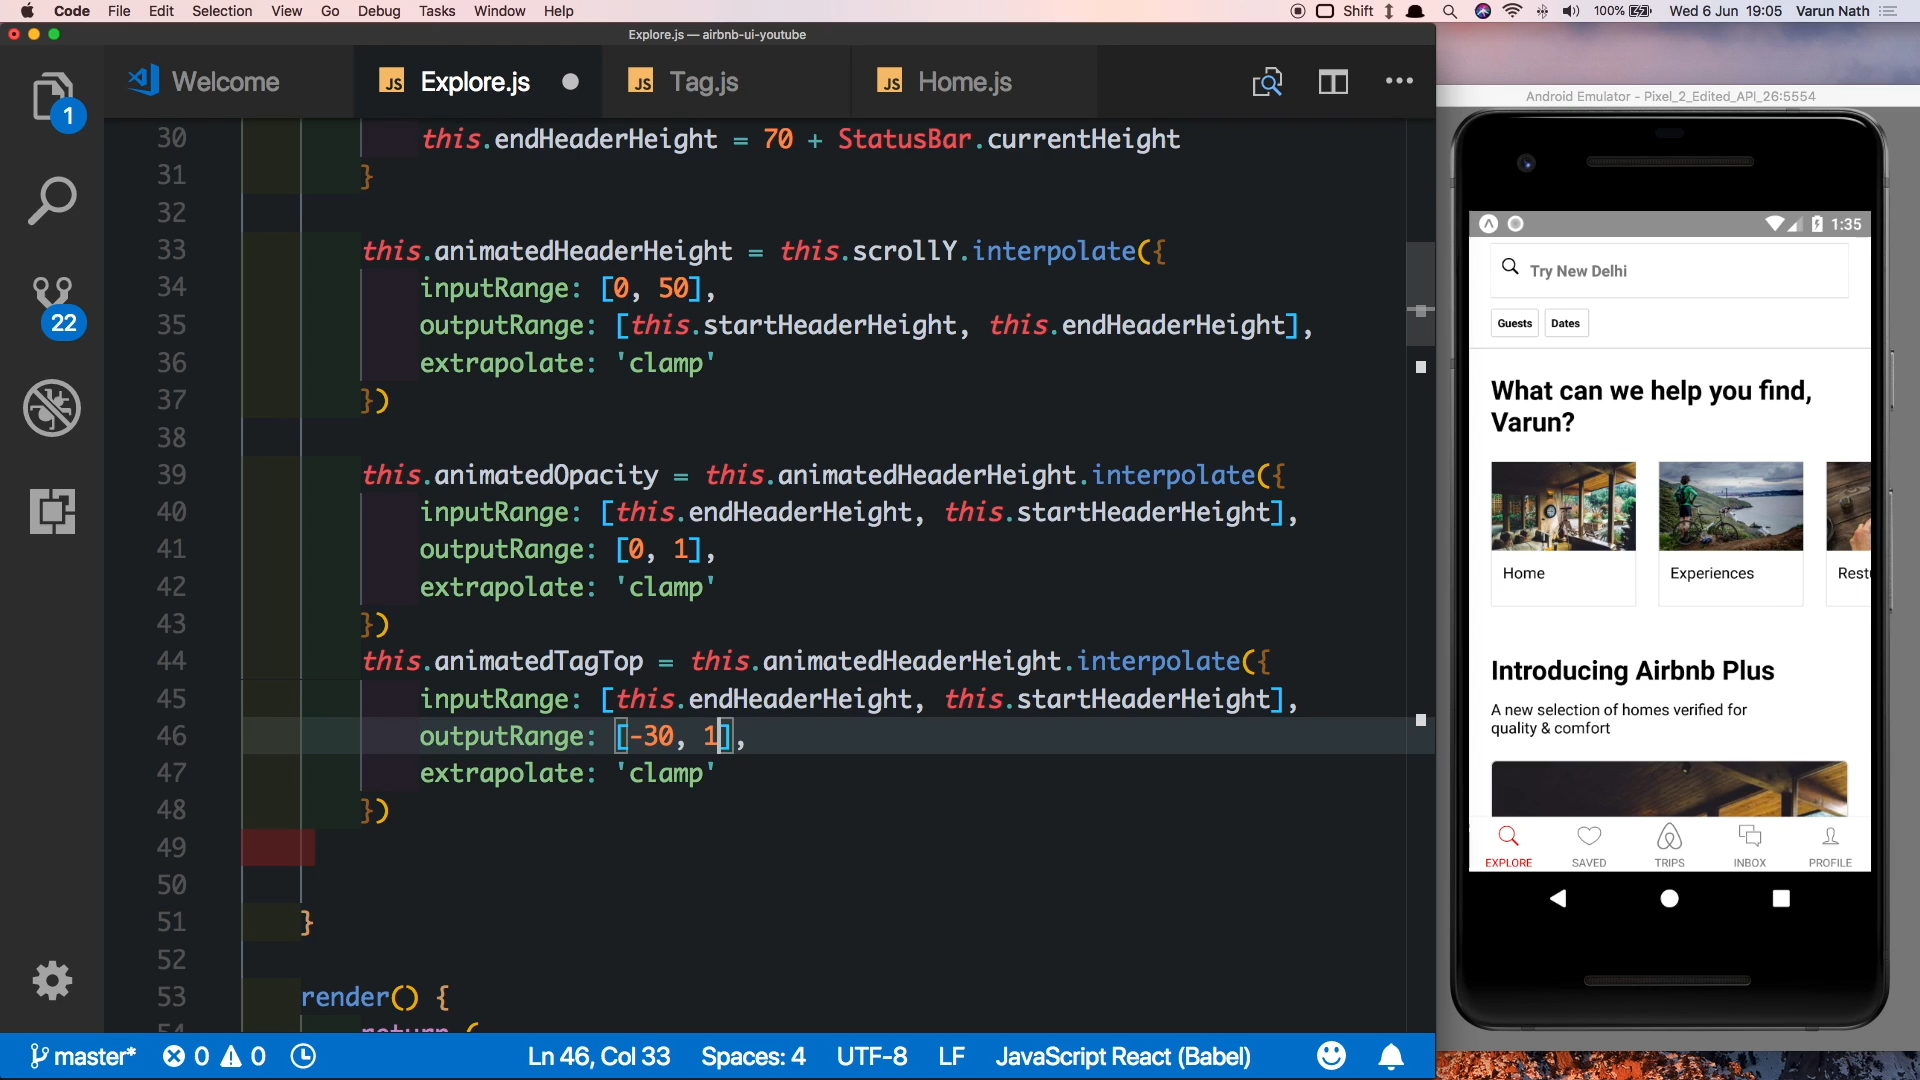 Code File Edit Selection View Go Debug Tasks Window Help Shift 100% Wed 6 Jun 19:05 Varun Nath
Explore.js — airbnb-ui-youtube
Welcome JS Explore.js JS Tag.js JS Home.js
1
22
30 this.endHeaderHeight = 70 + StatusBar.currentHeight
31 }
32
33 this.animatedHeaderHeight = this.scrollY.interpolate({
34 inputRange: [0, 50],
35 outputRange: [this.startHeaderHeight, this.endHeaderHeight],
36 extrapolate: 'clamp'
37 })
38
39 this.animatedOpacity = this.animatedHeaderHeight.interpolate({
40 inputRange: [this.endHeaderHeight, this.startHeaderHeight],
41 outputRange: [0, 1],
42 extrapolate: 'clamp'
43 })
44 this.animatedTagTop = this.animatedHeaderHeight.interpolate({
45 inputRange: [this.endHeaderHeight, this.startHeaderHeight],
46 outputRange: [-30, 1],
47 extrapolate: 'clamp'
48 })
49
50
51 }
52
53 render() {
54 return (
master* 0 0 Ln 46, Col 33 Spaces: 4 UTF-8 LF JavaScript React (Babel)
Android Emulator - Pixel_2_Edited_API_26:5554
1:35
Try New Delhi
Guests Dates
What can we help you find,
Varun?
Home Experiences Restu
Introducing Airbnb Plus
A new selection of homes verified for
quality & comfort
EXPLORE SAVED TRIPS INBOX PROFILE